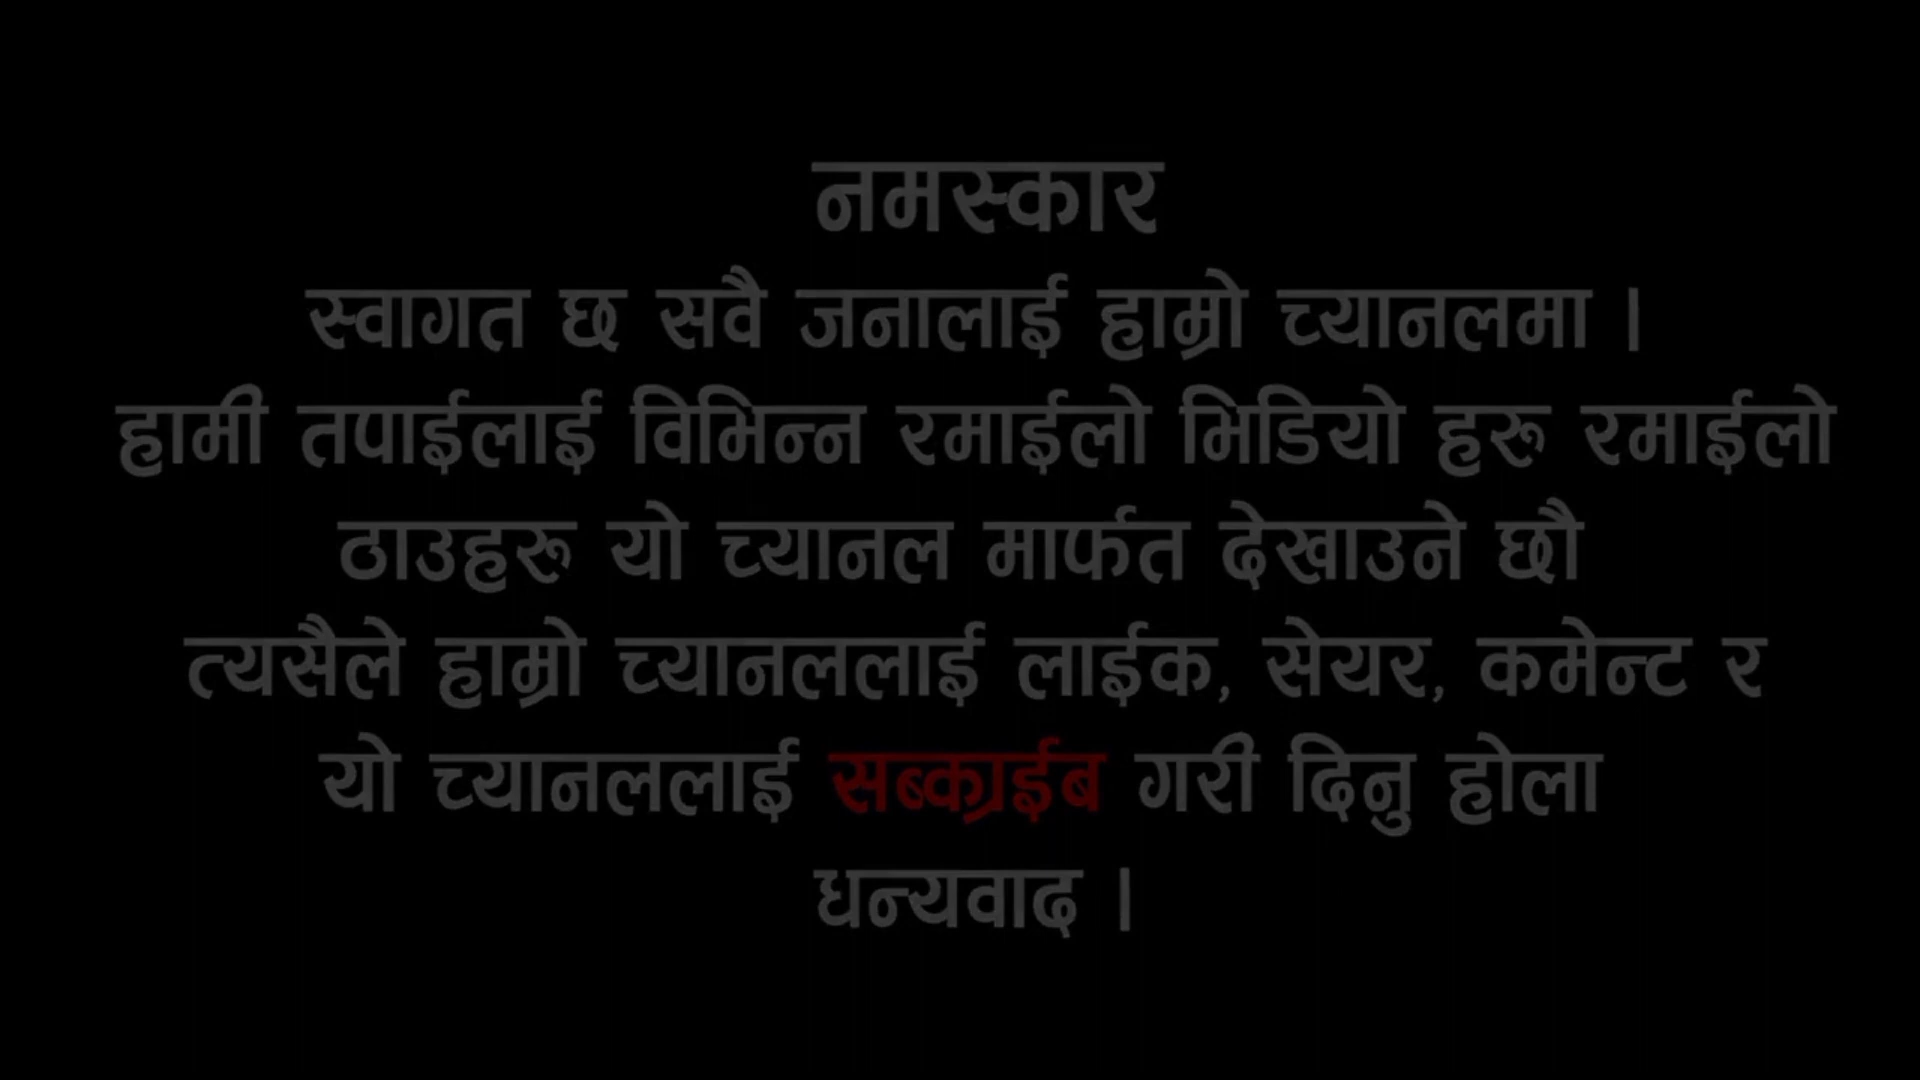 नमस्कार
स्वागत छ सवै जनालाई हाम्रो च्यानलमा ।
हामी तपाईलाई विभिन्न रमाईलो भिडियो हरू रमाईलो
ठाउहरू यो च्यानल मार्फत देखाउने छौ
त्यसैले हाम्रो च्यानललाई लाईक, सेयर, कमेन्ट र
यो च्यानललाई सब्क्राईब गरी दिनु होला
धन्यवाद ।